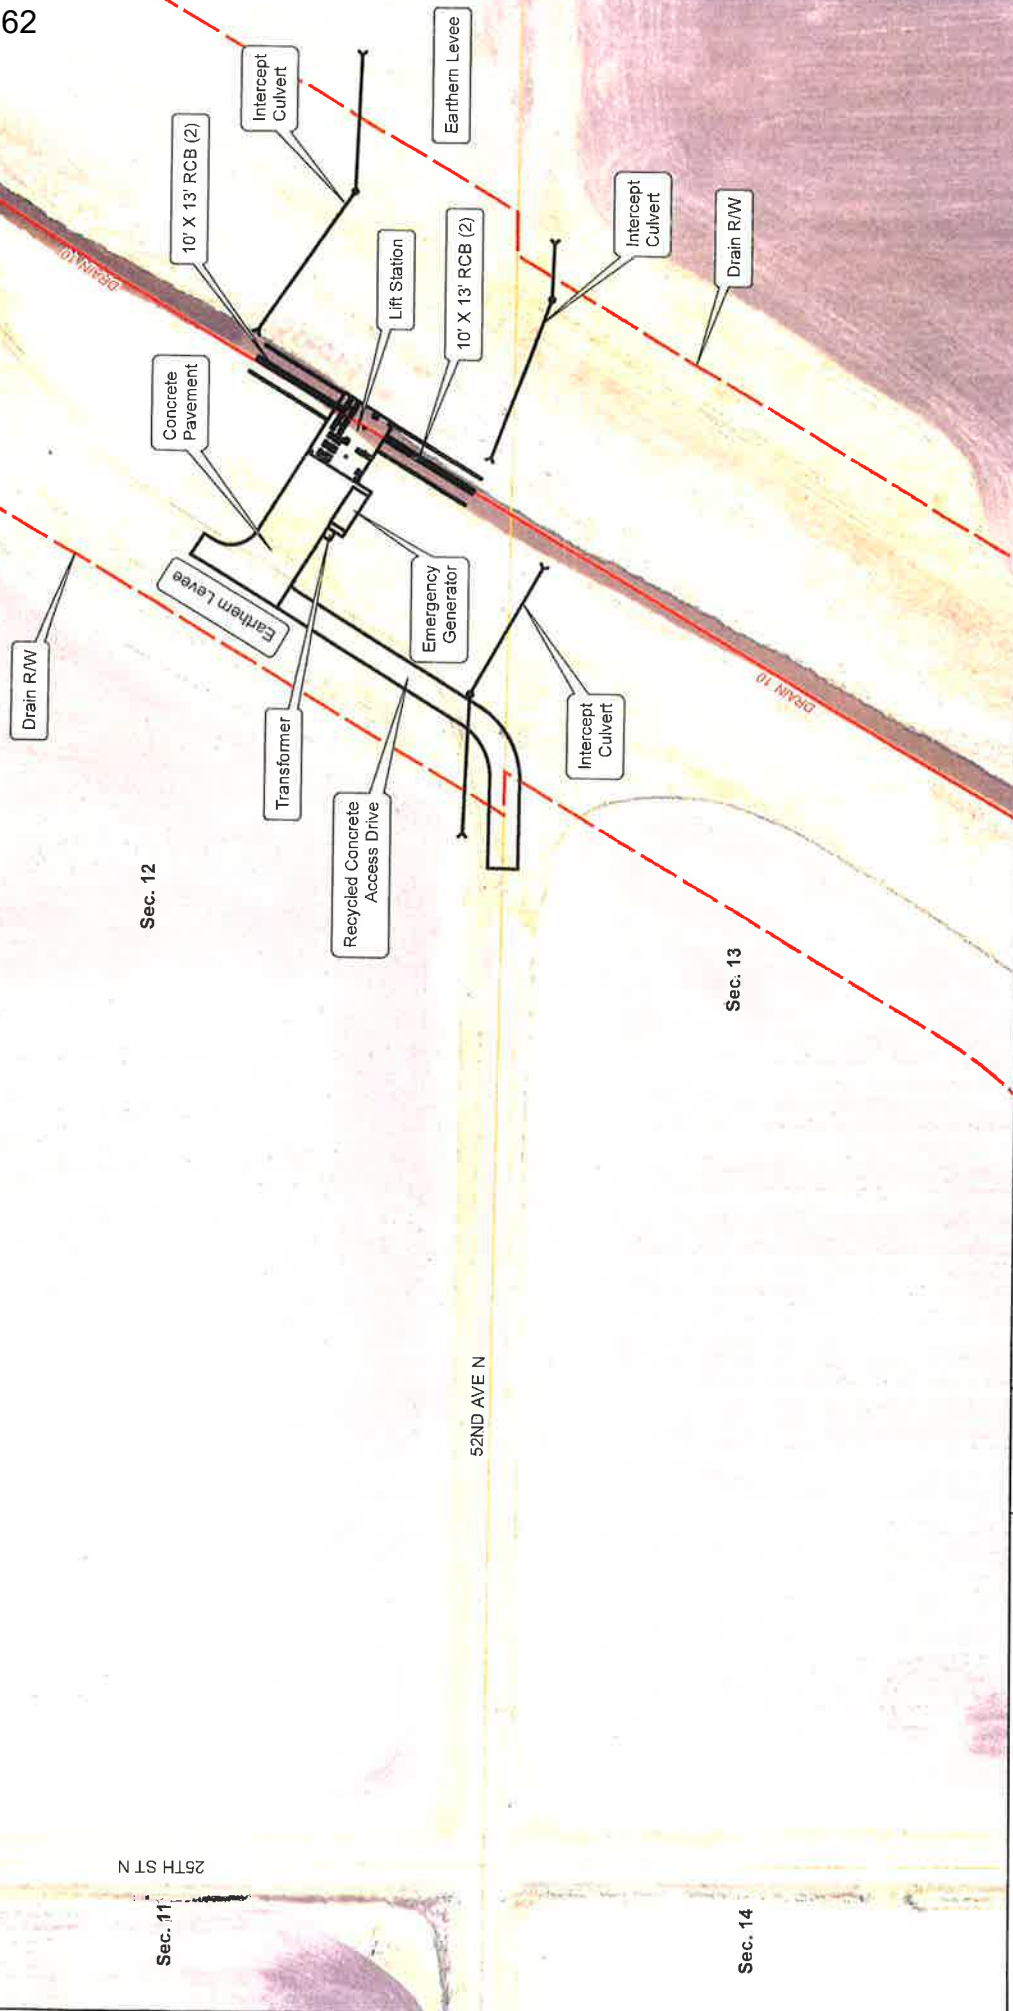 62
Intercept
Culvert
Earthern Levee
10' X 13' RCB (2)
DRAIN 10
Lift Station
10' X 13' RCB (2)
Intercept
Culvert
Drain R/W
Concrete
Pavement
Earthern Levee
Drain R/W
Emergency
Generator
Transformer
Intercept
Culvert
DRAIN 10
Recycled Concrete
Access Drive
Sec. 12
Sec. 13
52ND AVE N
25TH ST N
Sec. 11
Sec. 14